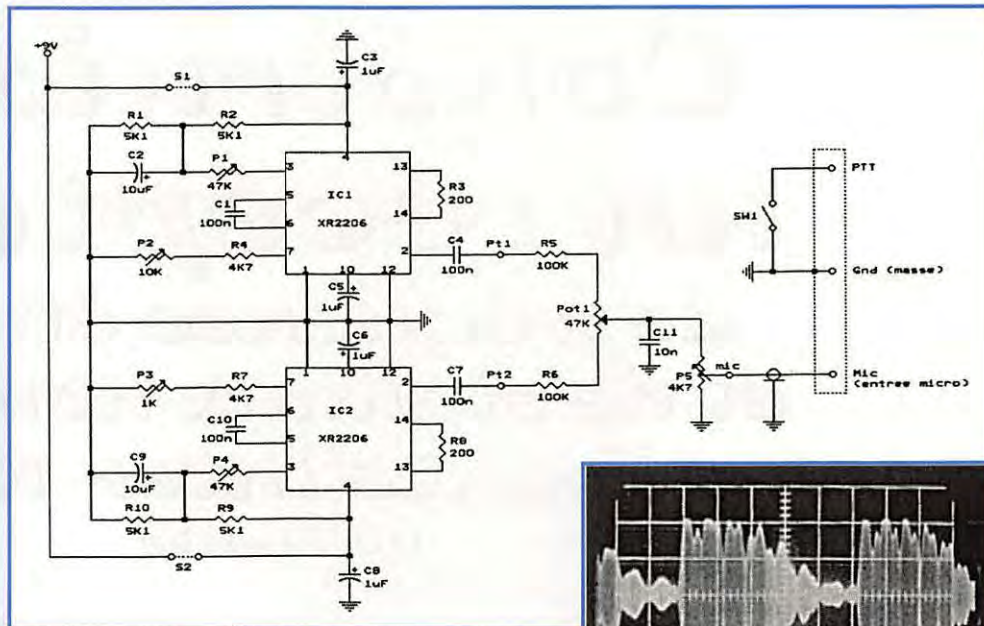 +9V
C3
1uF
S1
R1
5K1
R2
5K1
C2
10uF
P1
47K
3
4
13
5
IC1
R3
200
C1
100n
6
XR2206
14
P2
10K
R4
4K7
7
2
C4
100n
Pt1
R5
100K
1
10
12
C5
1uF
Pot1
47K
C6
1uF
C11
10n
P5
4K7
mic
PTT
SW1
Gnd (masse)
Mic
(entree micro)
P3
1K
R7
4K7
7
1
10
12
2
C7
100n
Pt2
R6
100K
6
IC2
14
C10
100n
5
XR2206
R8
200
C9
10uF
P4
47K
3
13
4
R10
5K1
R9
5K1
S2
C8
1uF